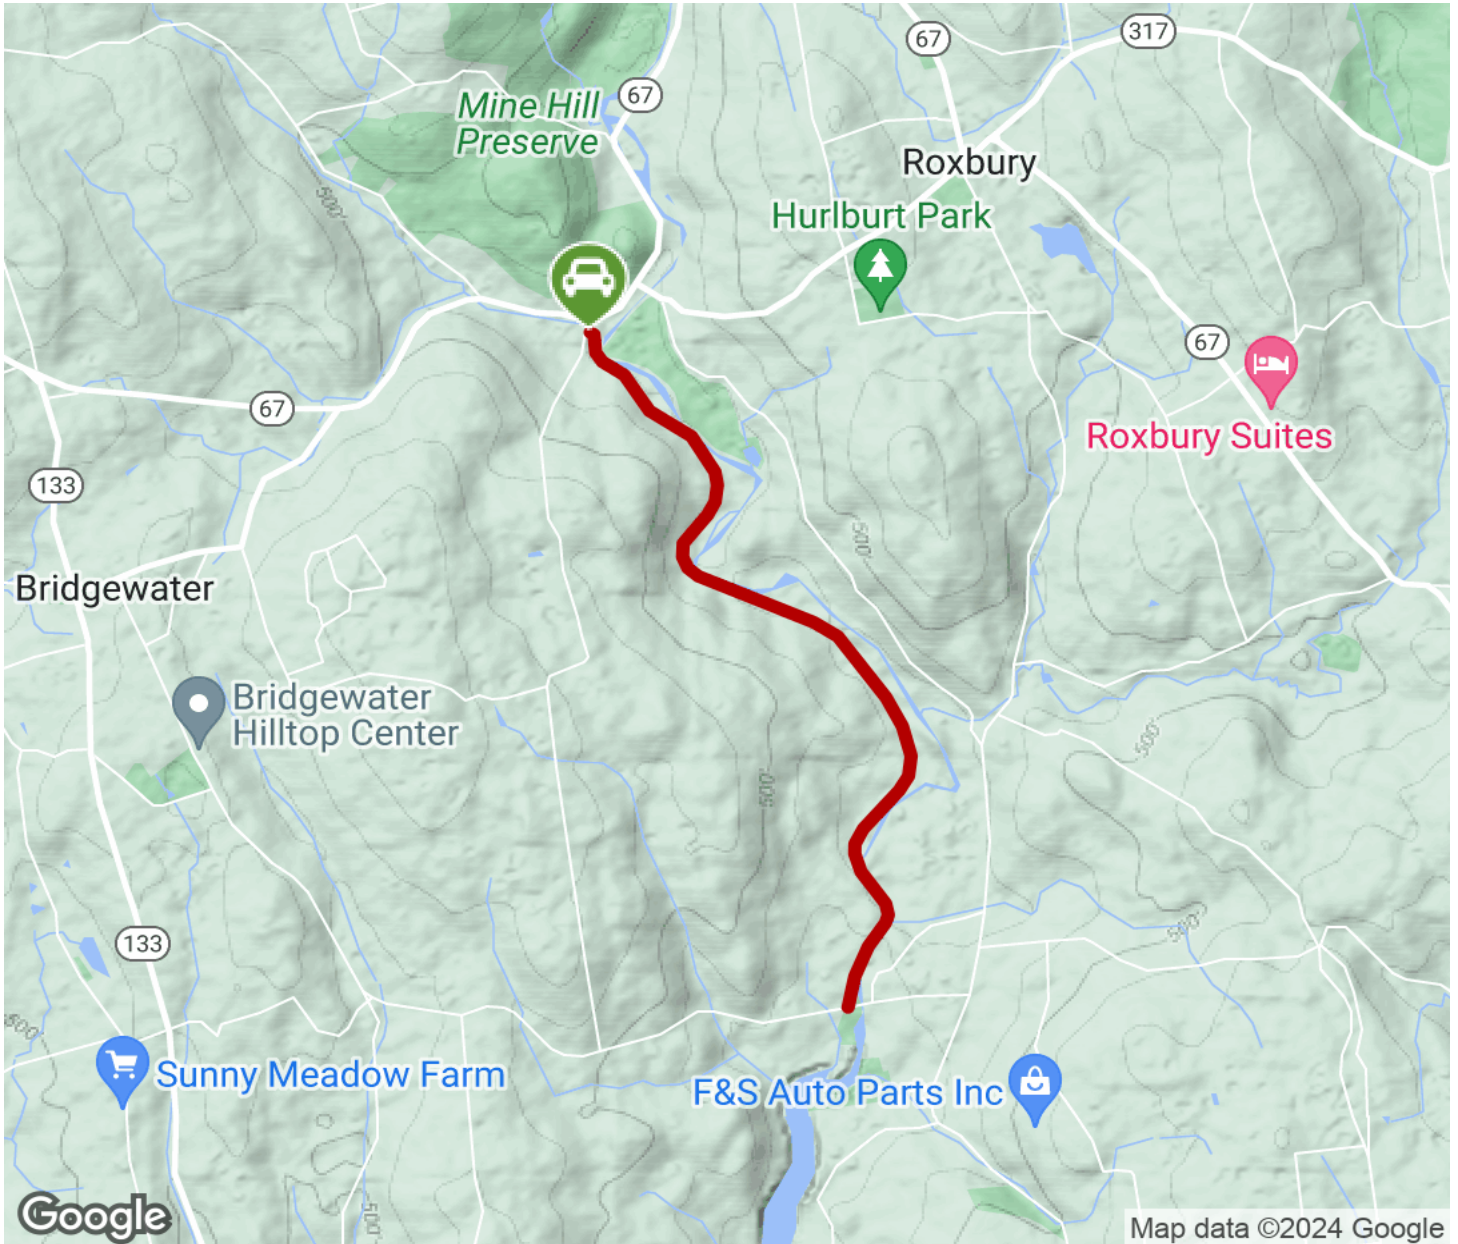 67
317
67
Mine Hill
Preserve
Roxbury
Hurlburt Park
500'
67
67
Roxbury Suites
133
500'
Bridgewater
Bridgewater
Hilltop Center
500'
500'
500'
133
500'
Sunny Meadow Farm
F&S Auto Parts Inc
500'
Google
Map data ©2024 Google